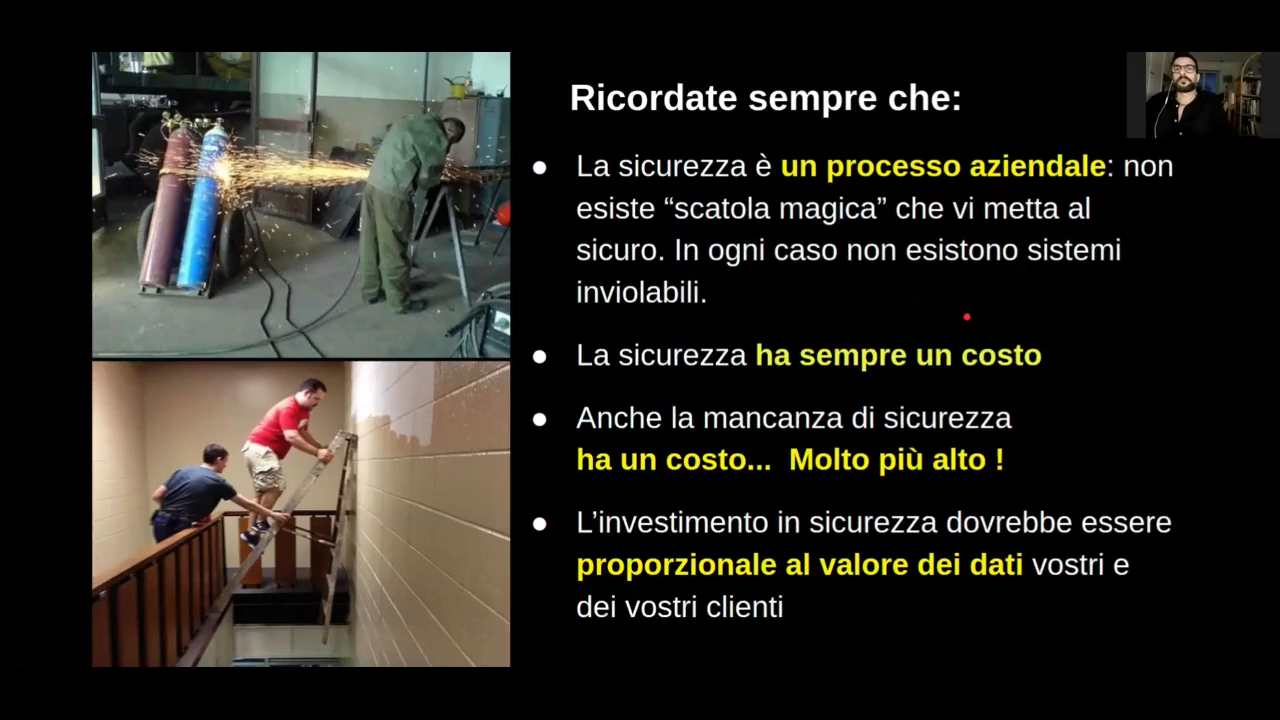 Ricordate sempre che:
● La sicurezza è un processo aziendale: non
esiste “scatola magica” che vi metta al
sicuro. In ogni caso non esistono sistemi
inviolabili.
● La sicurezza ha sempre un costo
● Anche la mancanza di sicurezza
ha un costo... Molto più alto !
● L’investimento in sicurezza dovrebbe essere
proporzionale al valore dei dati vostri e
dei vostri clienti